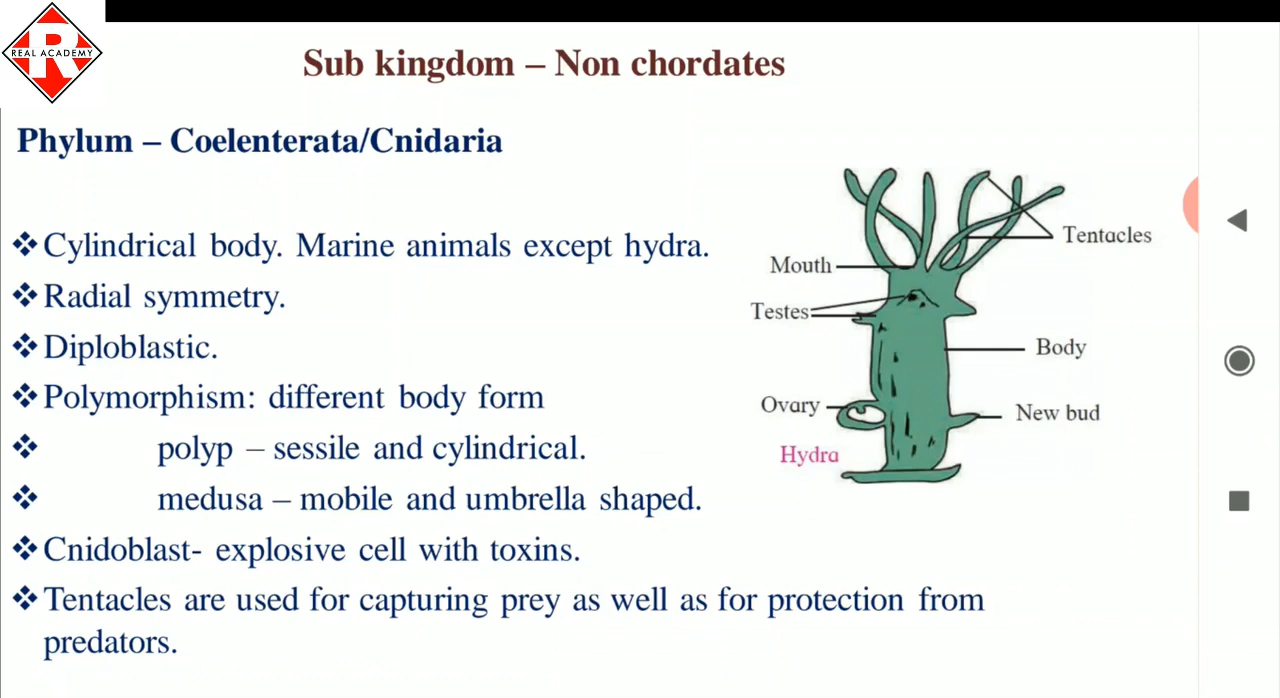 REAL ACADEMY
Sub kingdom – Non chordates
Phylum – Coelenterata/Cnidaria
❖Cylindrical body. Marine animals except hydra.
❖Radial symmetry.
❖Diploblastic.
❖Polymorphism: different body form
❖ polyp – sessile and cylindrical.
❖ medusa – mobile and umbrella shaped.
❖Cnidoblast- explosive cell with toxins.
❖Tentacles are used for capturing prey as well as for protection from
predators.
Tentacles
Mouth
Testes
Body
Ovary
New bud
Hydra